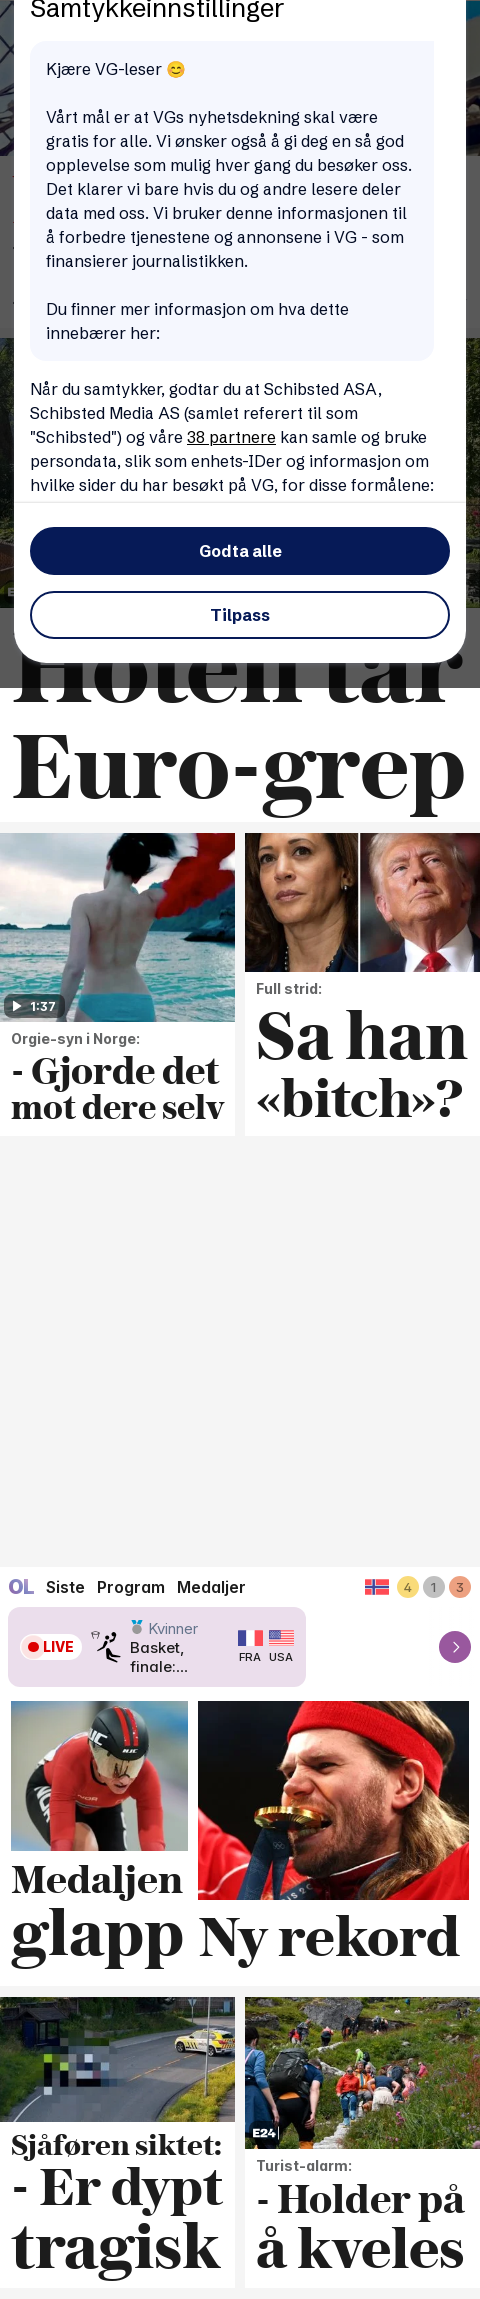 Samtykkeinnstillinger
Kjære VG-leser 😊
Vårt mål er at VGs nyhetsdekning skal være
gratis for alle. Vi ønsker også å gi deg en så god
opplevelse som mulig hver gang du besøker oss.
Det klarer vi bare hvis du og andre lesere deler
data med oss. Vi bruker denne informasjonen til
å forbedre tjenestene og annonsene i VG - som
finansierer journalistikken.
Du finner mer informasjon om hva dette
innebærer her:
Når du samtykker, godtar du at Schibsted ASA,
Schibsted Media AS (samlet referert til som
"Schibsted") og våre 38 partnere kan samle og bruke
persondata, slik som enhets-IDer og informasjon om
hvilke sider du har besøkt på VG, for disse formålene:
Godta alle
Tilpass
Euro-grep
1:37
Orgie-syn i Norge:
- Gjorde det
mot dere selv
Full strid:
Sa han
«bitch»?
OL Siste Program Medaljer 4 1 3
LIVE
Kvinner
Basket,
finale:...
FRA USA
Medaljen
glapp
Ny rekord
Sjåføren siktet:
- Er dypt
tragisk
E24
Turist-alarm:
- Holder på
å kveles